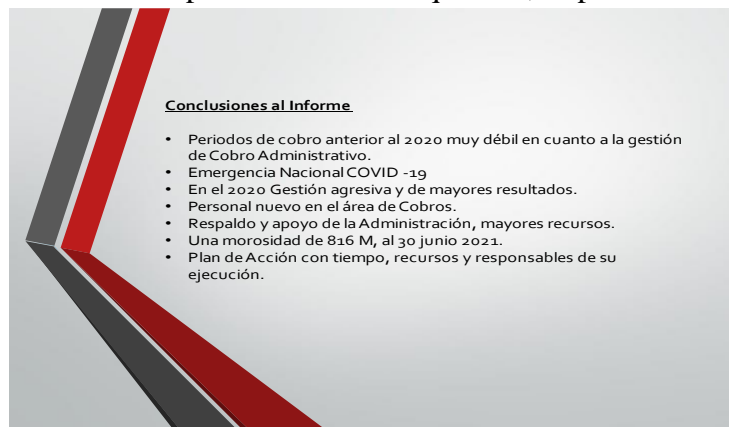 Conclusiones al Informe
• Periodos de cobro anterior al 2020 muy débil en cuanto a la gestión
de Cobro Administrativo.
• Emergencia Nacional COVID -19
• En el 2020 Gestión agresiva y de mayores resultados.
• Personal nuevo en el área de Cobros.
• Respaldo y apoyo de la Administración, mayores recursos.
• Una morosidad de 816 M, al 30 junio 2021.
• Plan de Acción con tiempo, recursos y responsables de su
ejecución.